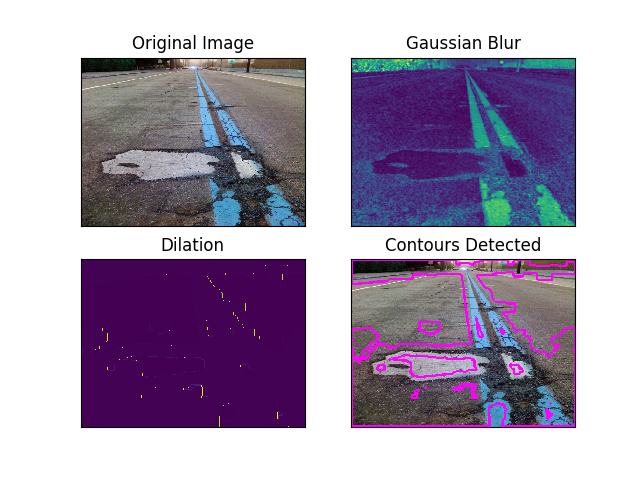 Original Image
Gaussian Blur
Dilation
Contours Detected